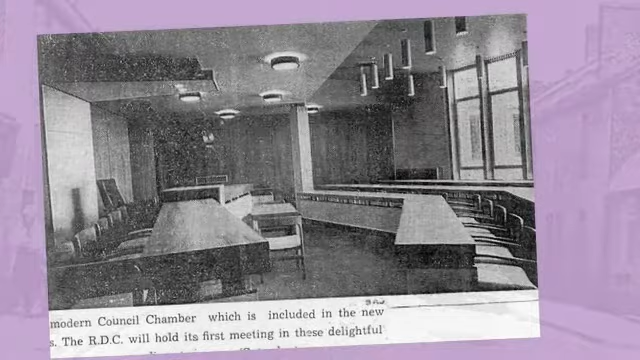 modern Council Chamber which is included in the new
s. The R.D.C. will hold its first meeting in these delightful